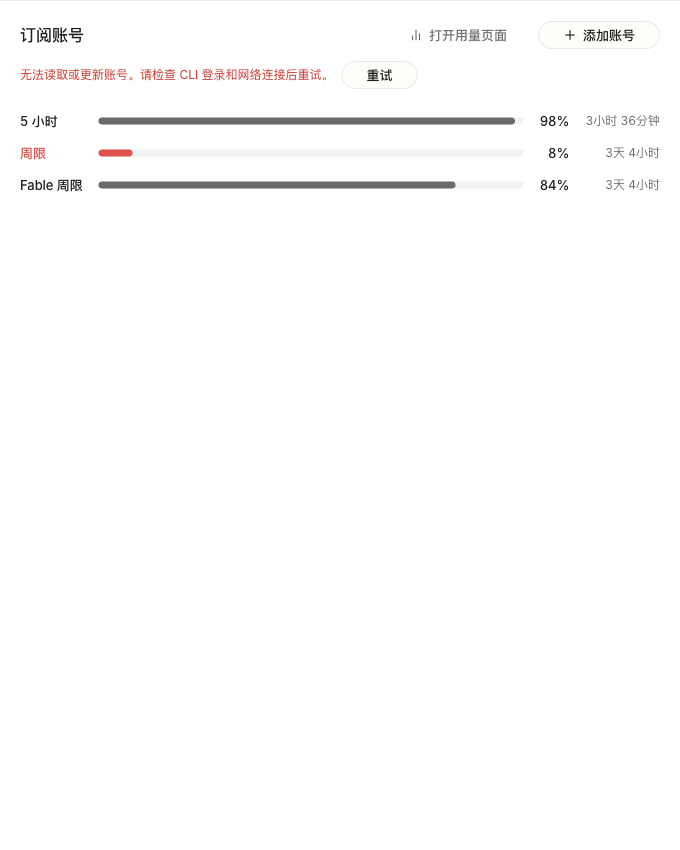 订阅账号 打开用量页面 + 添加账号
无法读取或更新账号。请检查 CLI 登录和网络连接后重试。 重试
5 小时 98% 3小时 36分钟
周限 8% 3天 4小时
Fable 周限 84% 3天 4小时